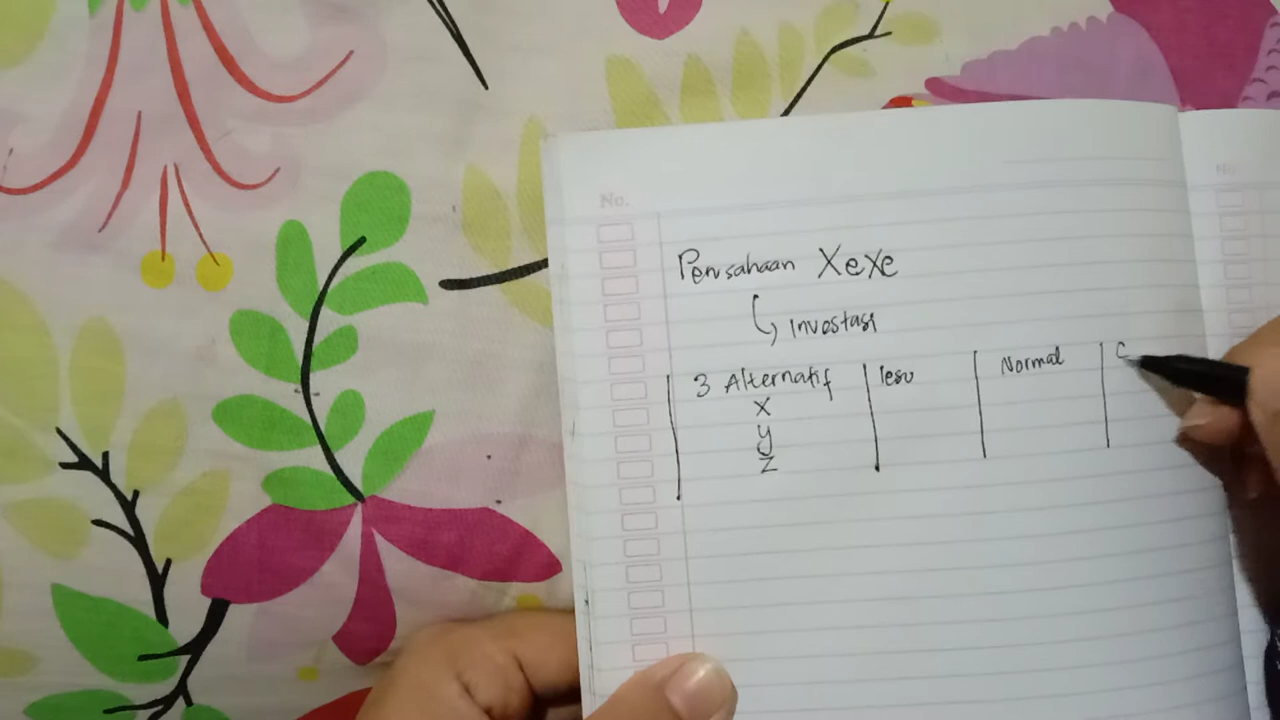 No.
Perusahaan XeXe
Investasi
3 Alternatif | lesu | Normal |
X
y
Z